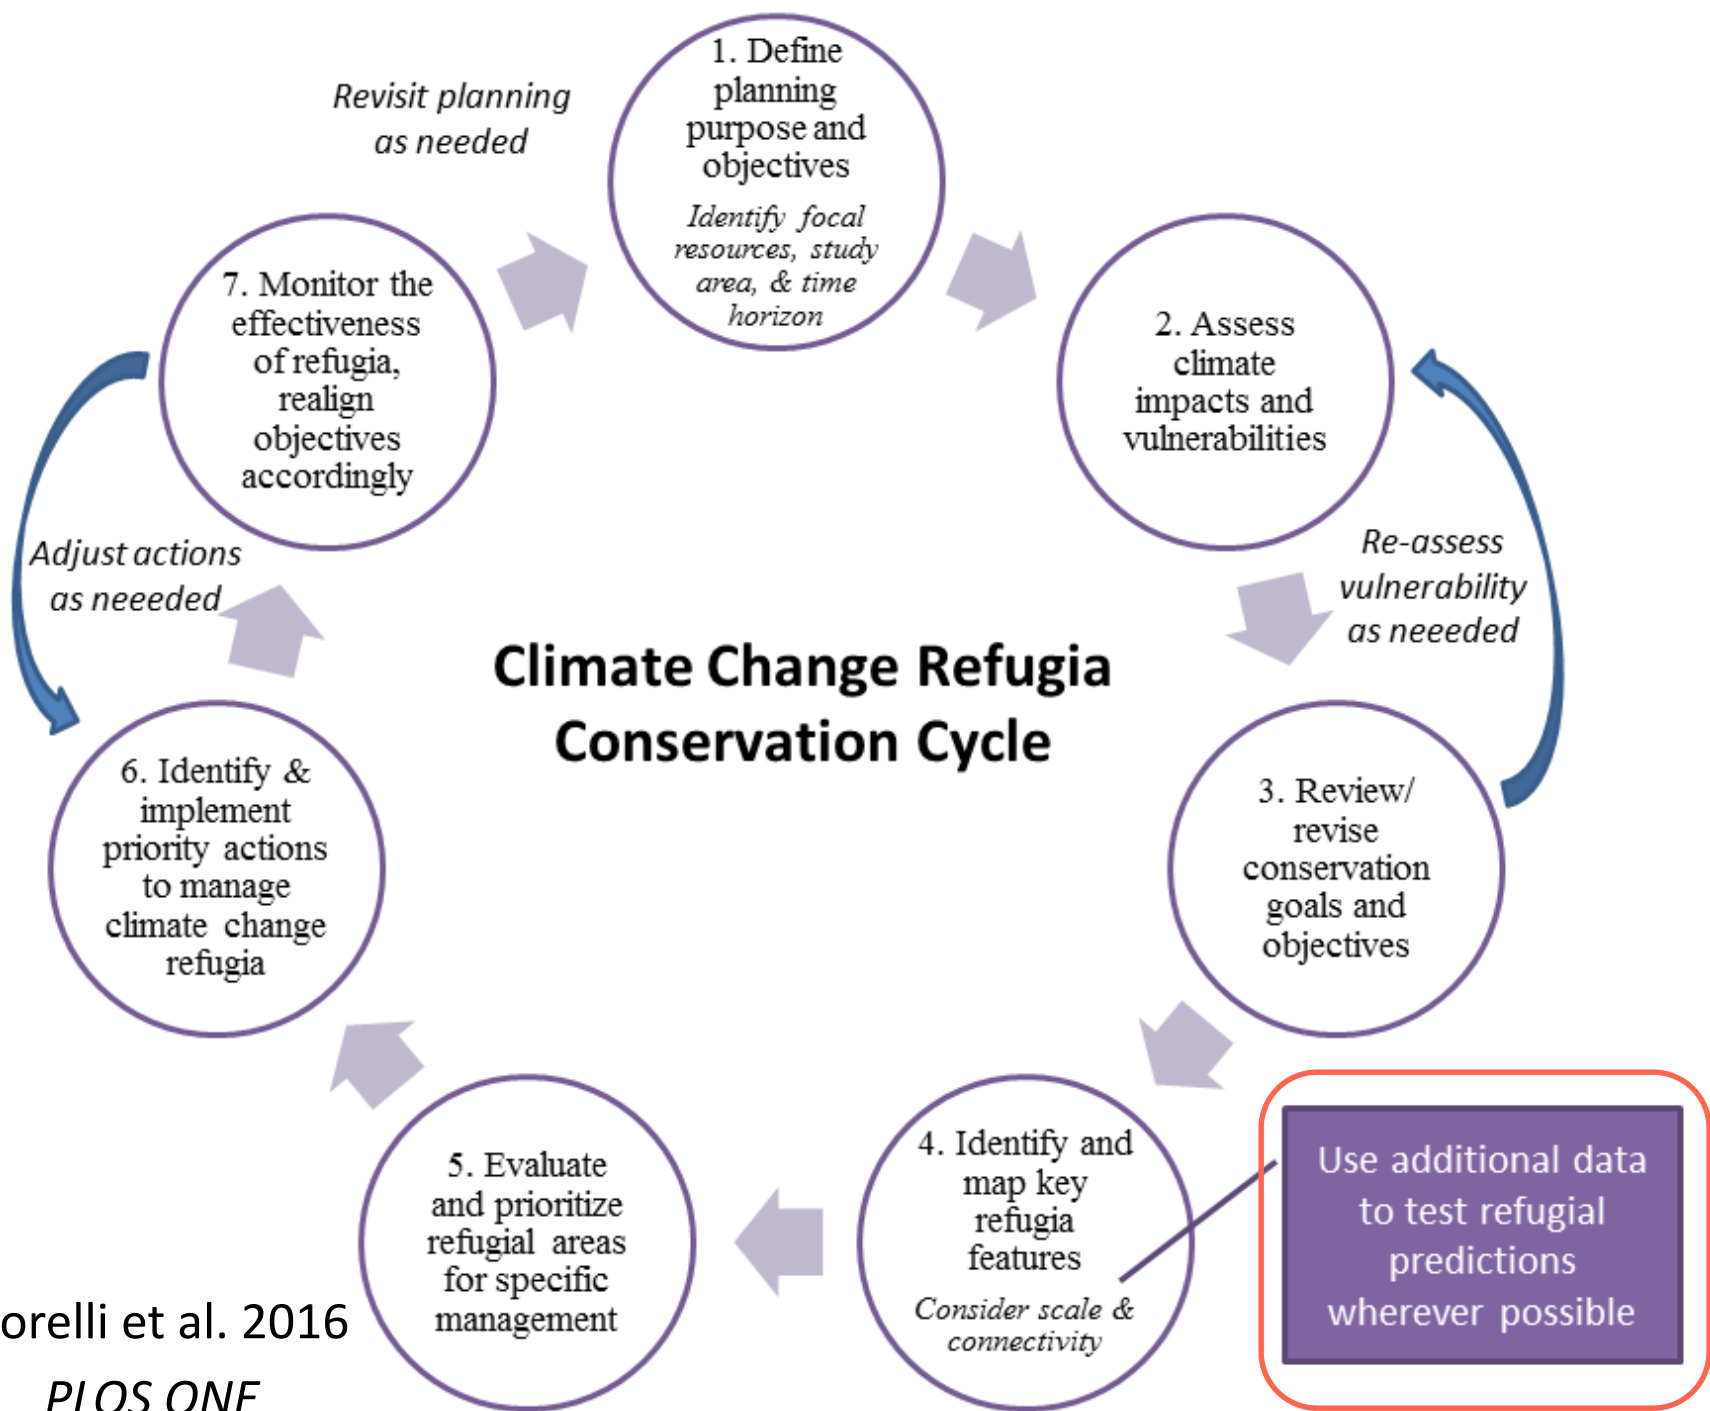 1. Define
planning
purpose and
objectives
Identify focal
resources, study
area, & time
horizon
Revisit planning
as needed
2. Assess
climate
impacts and
vulnerabilities
Re-assess
vulnerability
as neeeded
3. Review/
revise
conservation
goals and
objectives
4. Identify and
map key
refugia
features
Consider scale &
connectivity
Use additional data
to test refugial
predictions
wherever possible
5. Evaluate
and prioritize
refugial areas
for specific
management
6. Identify &
implement
priority actions
to manage
climate change
refugia
7. Monitor the
effectiveness
of refugia,
realign
objectives
accordingly
Adjust actions
as neeeded
Climate Change Refugia
Conservation Cycle
orelli et al. 2016
PLOS ONE